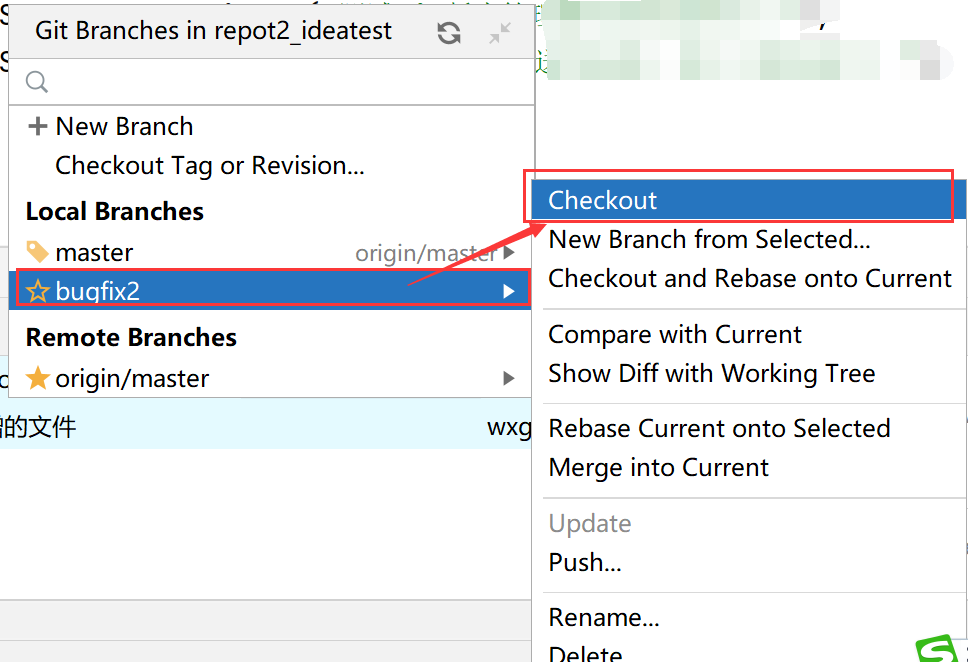 Git Branches in repot2_ideatest
New Branch
Checkout Tag or Revision...
Local Branches
master origin/master
bugfix2
Remote Branches
origin/master
的文件 wxg
Checkout
New Branch from Selected...
Checkout and Rebase onto Current
Compare with Current
Show Diff with Working Tree
Rebase Current onto Selected
Merge into Current
Update
Push...
Rename...
Delete